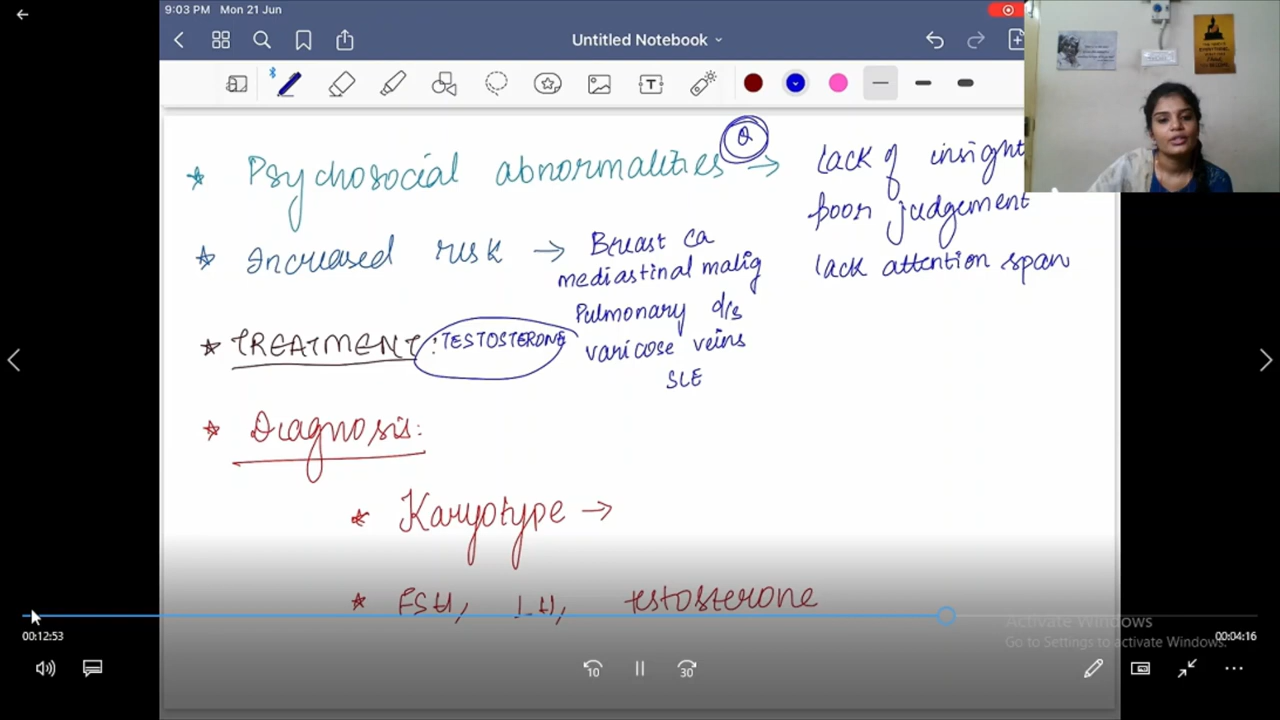 9:03 PM Mon 21 Jun
Untitled Notebook
T
Psychosocial abnormalities →
Q
lack of insight
poor judgement
lack attention span
Increased risk →
Breast ca
mediastinal malig
Pulmonary d/s
varicose veins
SLE
TREATMENT : TESTOSTERONE
Diagnosis:
Karyotype →
FSH, LH, testosterone
Activate Windows
Go to Settings to activate Windows.
00:12:53
00:04:16
10
30